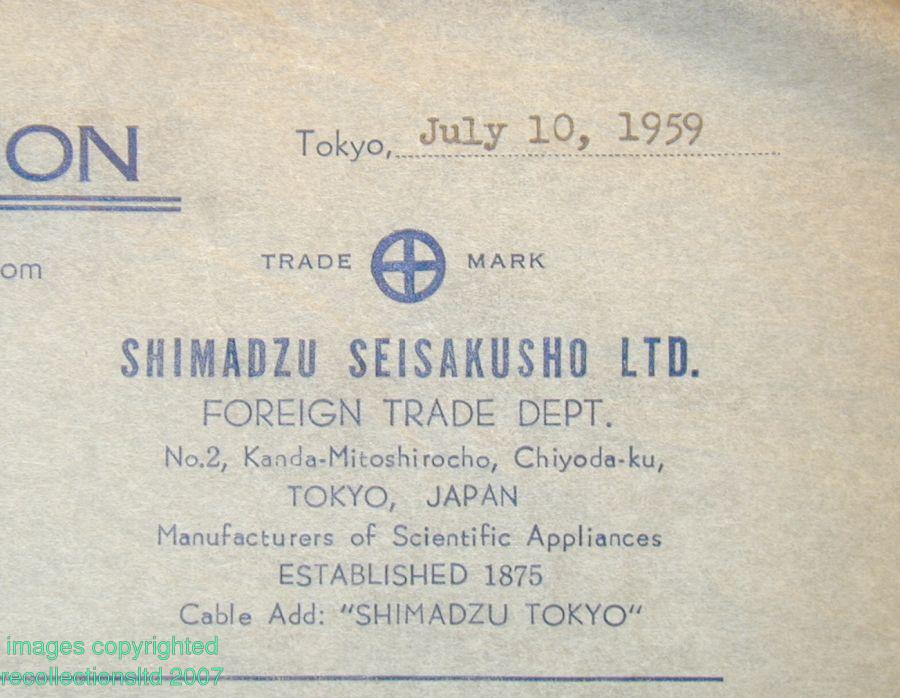 ON
Tokyo, July 10, 1959
om
TRADE MARK
SHIMADZU SEISAKUSHO LTD.
FOREIGN TRADE DEPT.
No.2, Kanda-Mitoshirocho, Chiyoda-ku,
TOKYO, JAPAN
Manufacturers of Scientific Appliances
ESTABLISHED 1875
Cable Add: "SHIMADZU TOKYO"
images copyrighted
recollectionsltd 2007